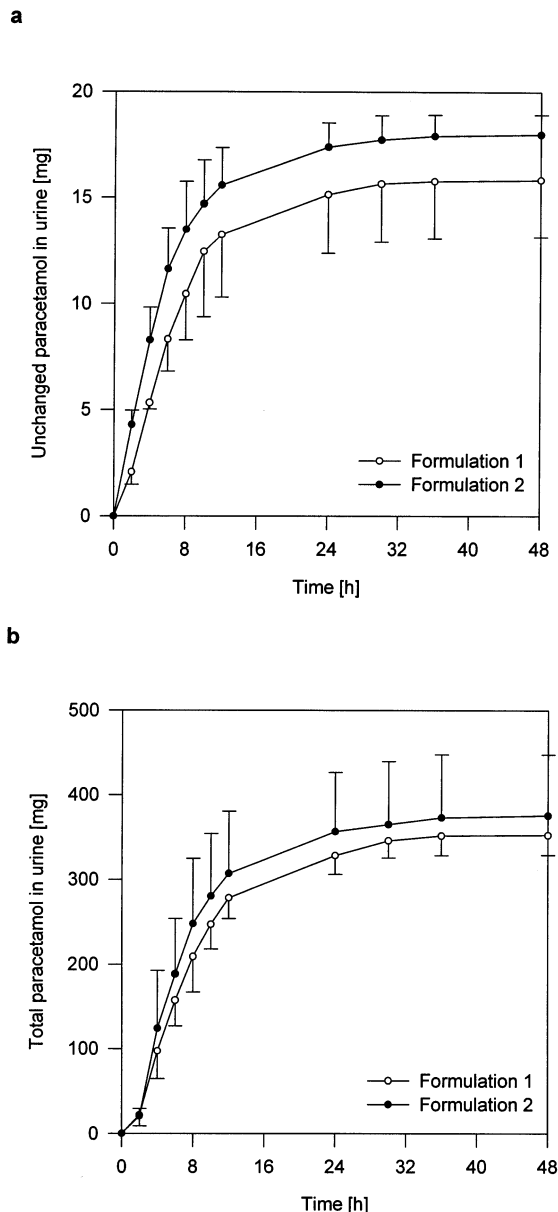 a
Unchanged paracetamol in urine [mg]
20
15
10
5
0
Formulation 1
Formulation 2
0 8 16 24 32 40 48
Time [h]
b
Total paracetamol in urine [mg]
500
400
300
200
100
0
Formulation 1
Formulation 2
0 8 16 24 32 40 48
Time [h]